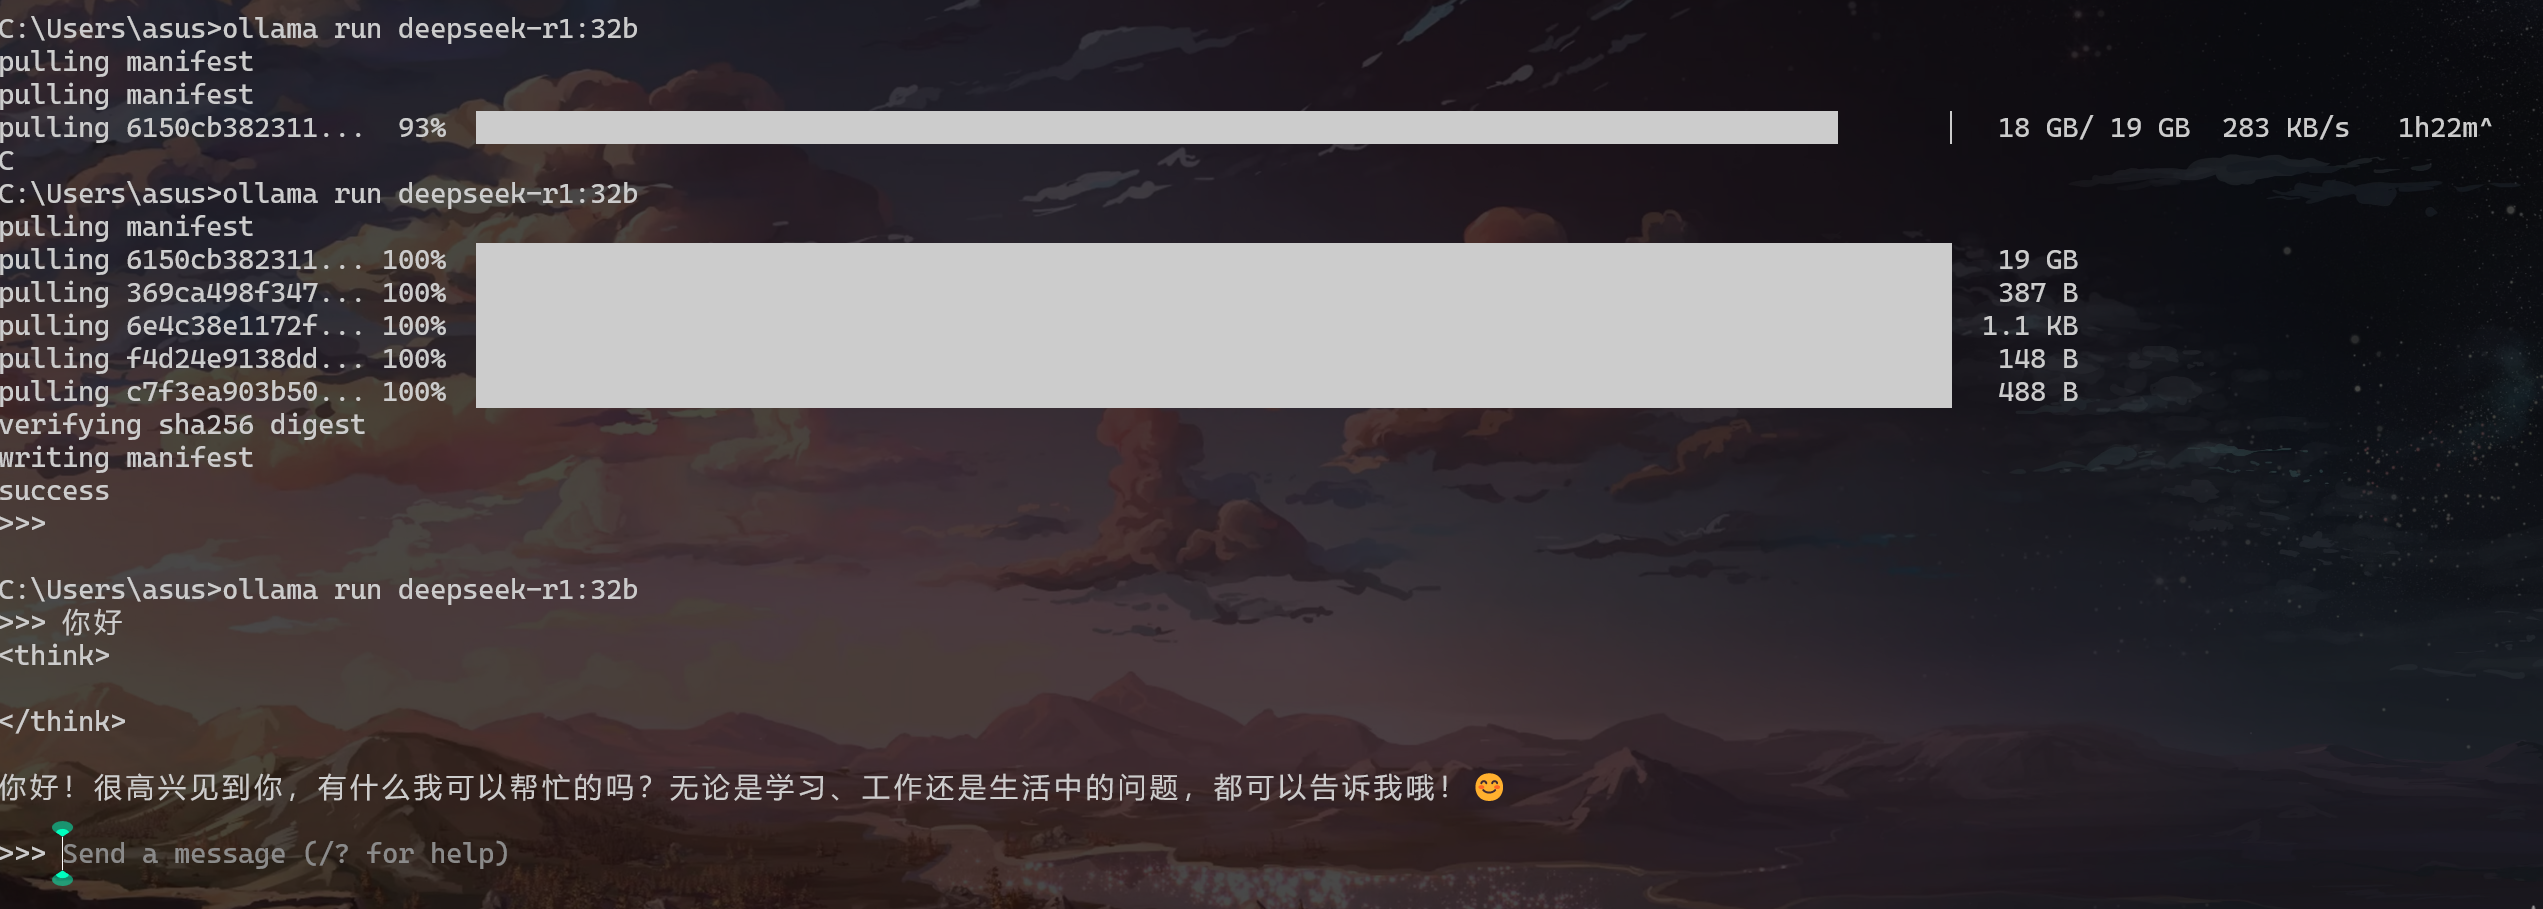 C:\Users\asus>ollama run deepseek-r1:32b
pulling manifest
pulling manifest
pulling 6150cb382311...  93%  18 GB/ 19 GB  283 KB/s   1h22m^
C
C:\Users\asus>ollama run deepseek-r1:32b
pulling manifest
pulling 6150cb382311... 100%  19 GB
pulling 369ca498f347... 100%  387 B
pulling 6e4c38e1172f... 100%  1.1 KB
pulling f4d24e9138dd... 100%  148 B
pulling c7f3ea903b50... 100%  488 B
verifying sha256 digest
writing manifest
success
>>>
C:\Users\asus>ollama run deepseek-r1:32b
>>> 你好
<think>
</think>
你好！很高兴见到你，有什么我可以帮忙的吗？无论是学习、工作还是生活中的问题，都可以告诉我哦！😊
>>> Send a message (/? for help)